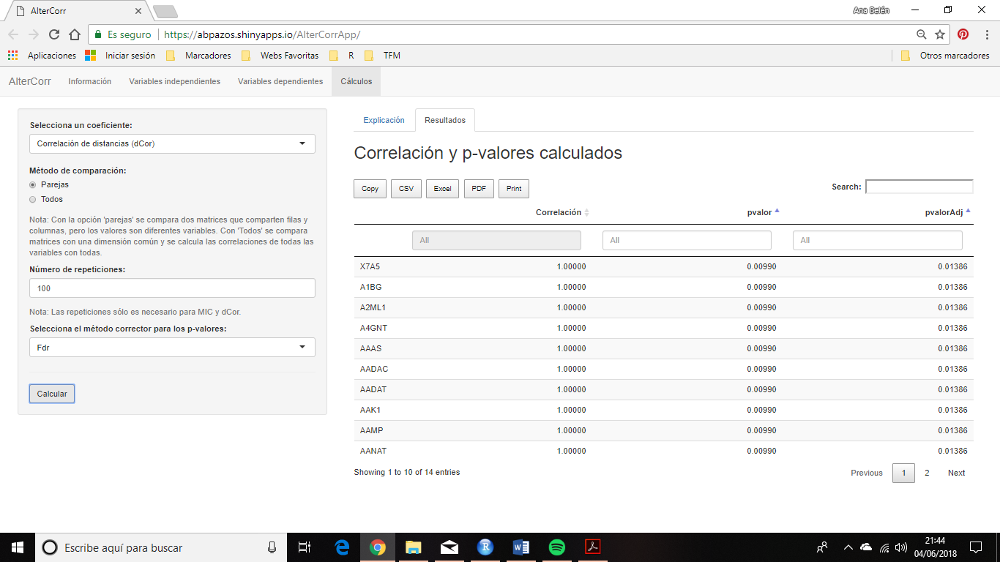 AlterCorr
Ana Belén
Es seguro https://abpazos.shinyapps.io/AlterCorrApp/
Aplicaciones Iniciar sesión Marcadores Webs Favoritas R TFM Otros marcadores
AlterCorr Información Variables independientes Variables dependientes Cálculos
Selecciona un coeficiente:
Correlación de distancias (dCor)
Método de comparación:
Parejas
Todos
Nota: Con la opción 'parejas' se compara dos matrices que comparten filas y
columnas, pero los valores son diferentes variables. Con 'Todos' se compara
matrices con una dimensión común y se calcula las correlaciones de todas las
variables con todas.
Número de repeticiones:
100
Nota: Las repeticiones sólo es necesario para MIC y dCor.
Selecciona el método corrector para los p-valores:
Fdr
Calcular
Explicación Resultados
Correlación y p-valores calculados
Copy CSV Excel PDF Print Search:
Correlación pvalor pvalorAdj
All All All
X7A5 1.00000 0.00990 0.01386
A1BG 1.00000 0.00990 0.01386
A2ML1 1.00000 0.00990 0.01386
A4GNT 1.00000 0.00990 0.01386
AAAS 1.00000 0.00990 0.01386
AADAC 1.00000 0.00990 0.01386
AADAT 1.00000 0.00990 0.01386
AAK1 1.00000 0.00990 0.01386
AAMP 1.00000 0.00990 0.01386
AANAT 1.00000 0.00990 0.01386
Showing 1 to 10 of 14 entries Previous 1 2 Next
Escribe aquí para buscar
21:44
04/06/2018